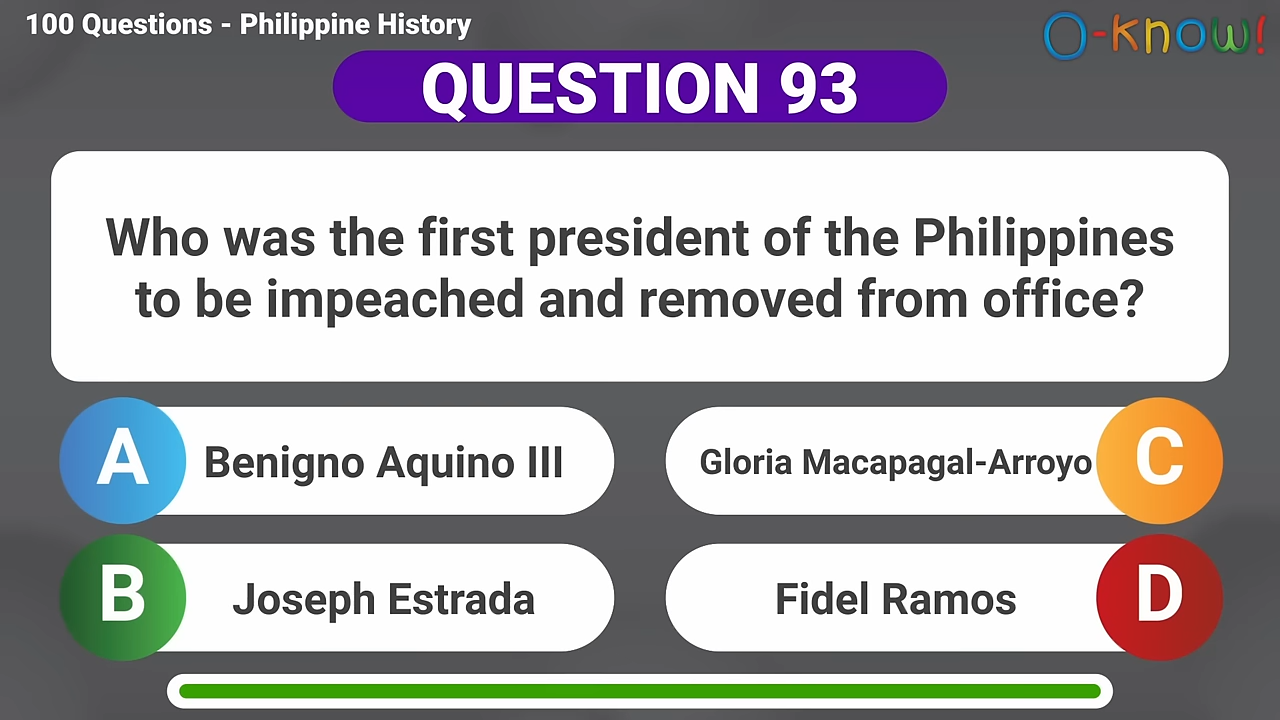 100 Questions - Philippine History
O-know!
QUESTION 93
Who was the first president of the Philippines
to be impeached and removed from office?
A Benigno Aquino III
B Joseph Estrada
Gloria Macapagal-Arroyo C
Fidel Ramos D